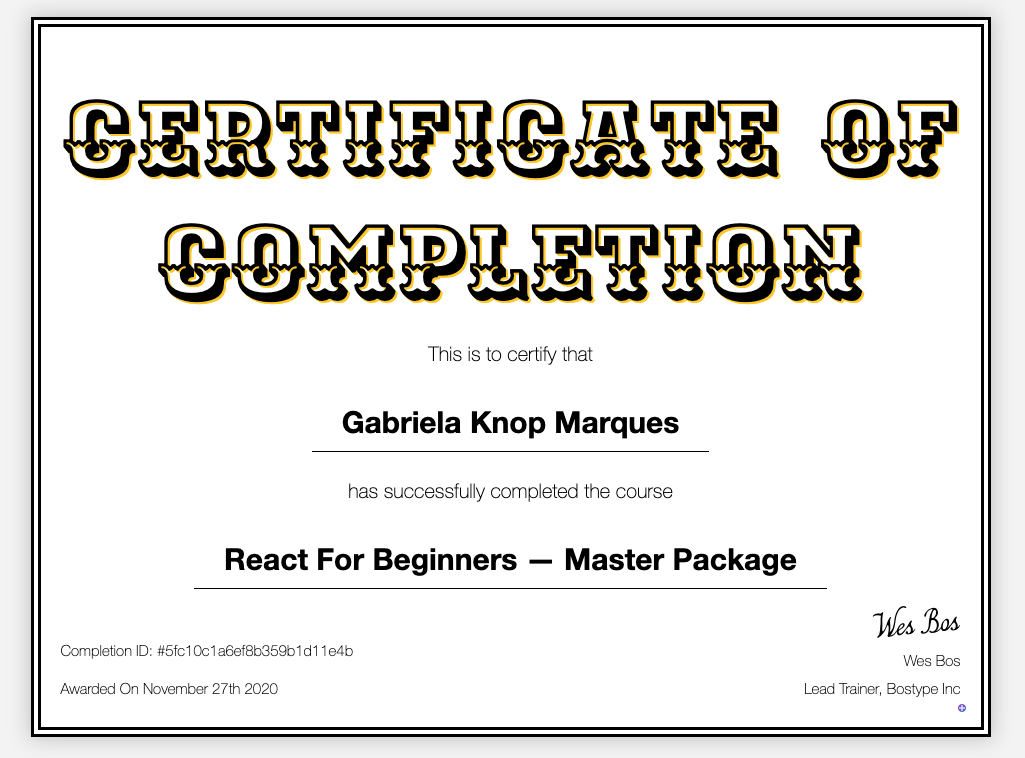 CERTIFICATE OF
COMPLETION
This is to certify that
Gabriela Knop Marques
has successfully completed the course
React For Beginners — Master Package
Wes Bos
Completion ID: #5fc10c1a6ef8b359b1d11e4b
Wes Bos
Awarded On November 27th 2020
Lead Trainer, Bostype Inc